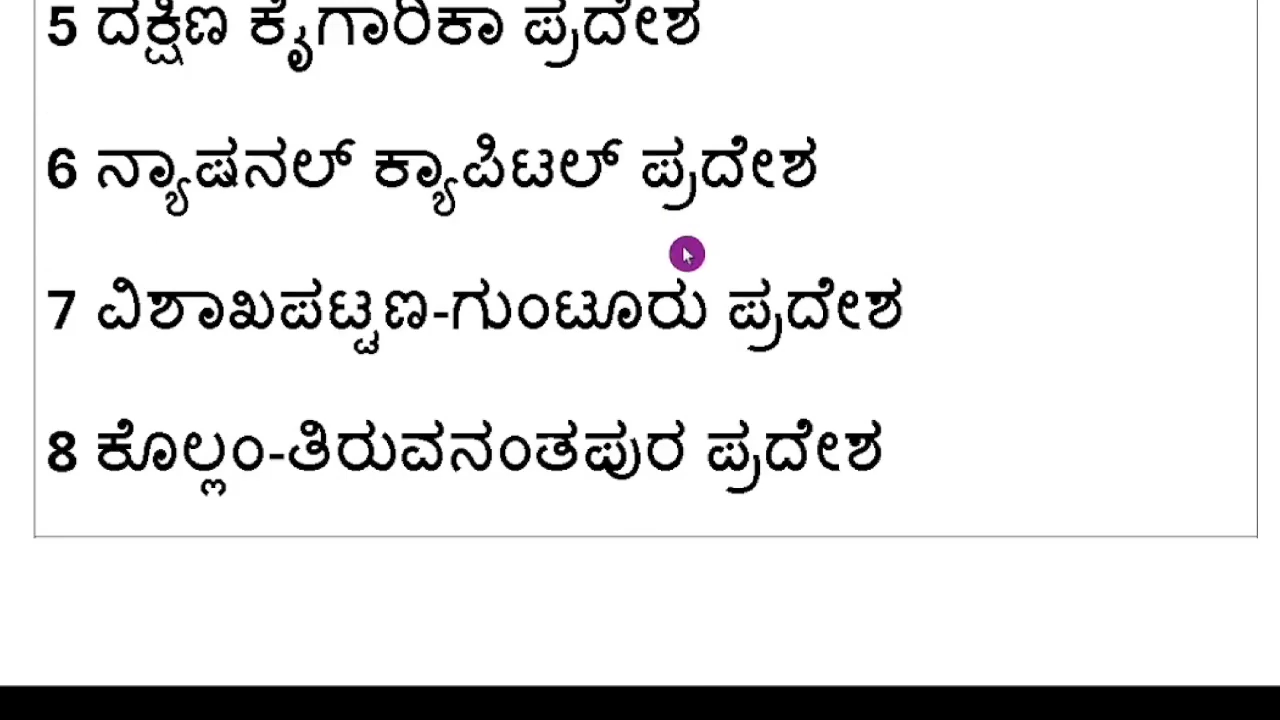 5 ದಕ್ಷಿಣ ಕೈಗಾರಿಕಾ ಪ್ರದೇಶ
6 ನ್ಯಾಷನಲ್ ಕ್ಯಾಪಿಟಲ್ ಪ್ರದೇಶ
7 ವಿಶಾಖಪಟ್ಟಣ-ಗುಂಟೂರು ಪ್ರದೇಶ
8 ಕೊಲ್ಲಂ-ತಿರುವನಂತಪುರ ಪ್ರದೇಶ